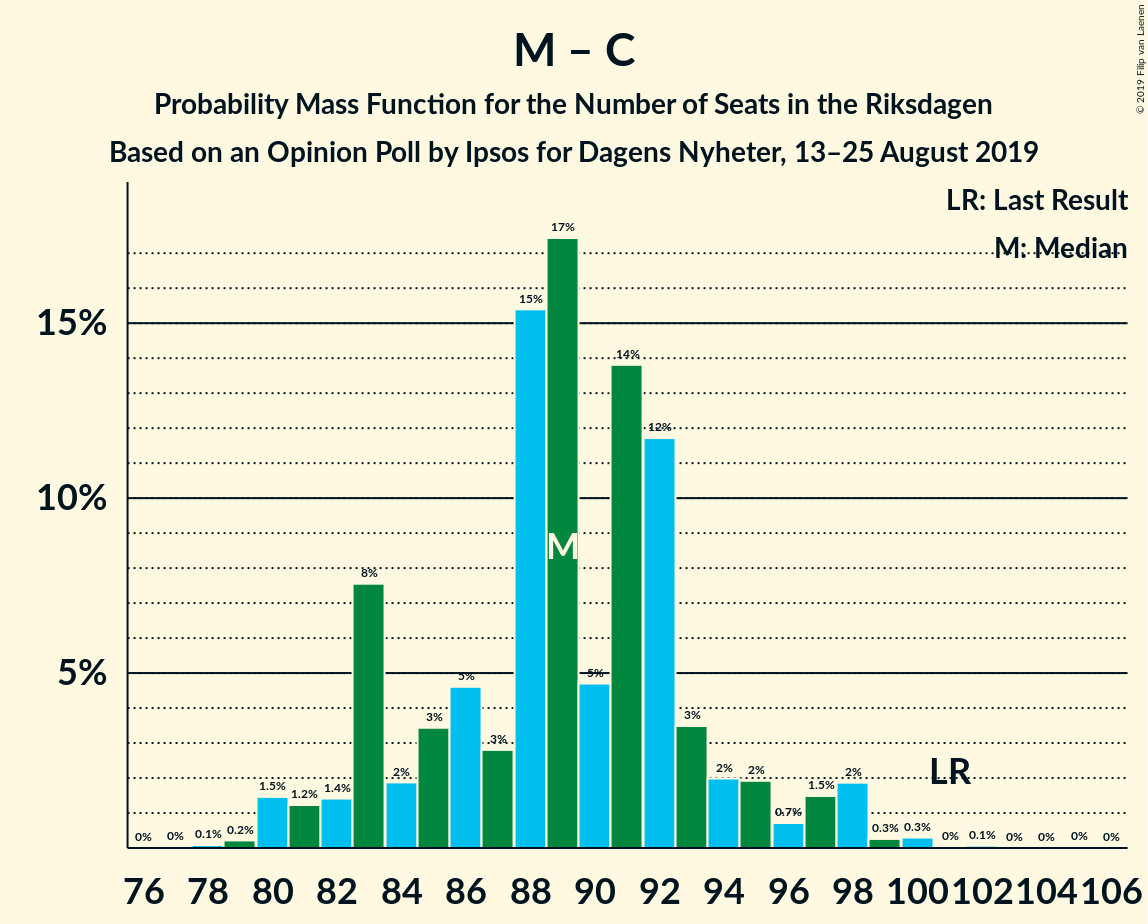 M – C
Probability Mass Function for the Number of Seats in the Riksdagen
Based on an Opinion Poll by Ipsos for Dagens Nyheter, 13–25 August 2019
© 2019 Filip van Laenen
LR: Last Result
M: Median
15%
10%
5%
0% 0% 0.1% 0.2% 1.5% 1.2% 1.4% 8% 2% 3% 5% 3% 15% 17% 5% 14% 12% 3% 2% 2% 0.7% 1.5% 2% 0.3% 0.3% 0% 0.1% 0% 0% 0% 0%
M
LR
76 78 80 82 84 86 88 90 92 94 96 98 100 102 104 106